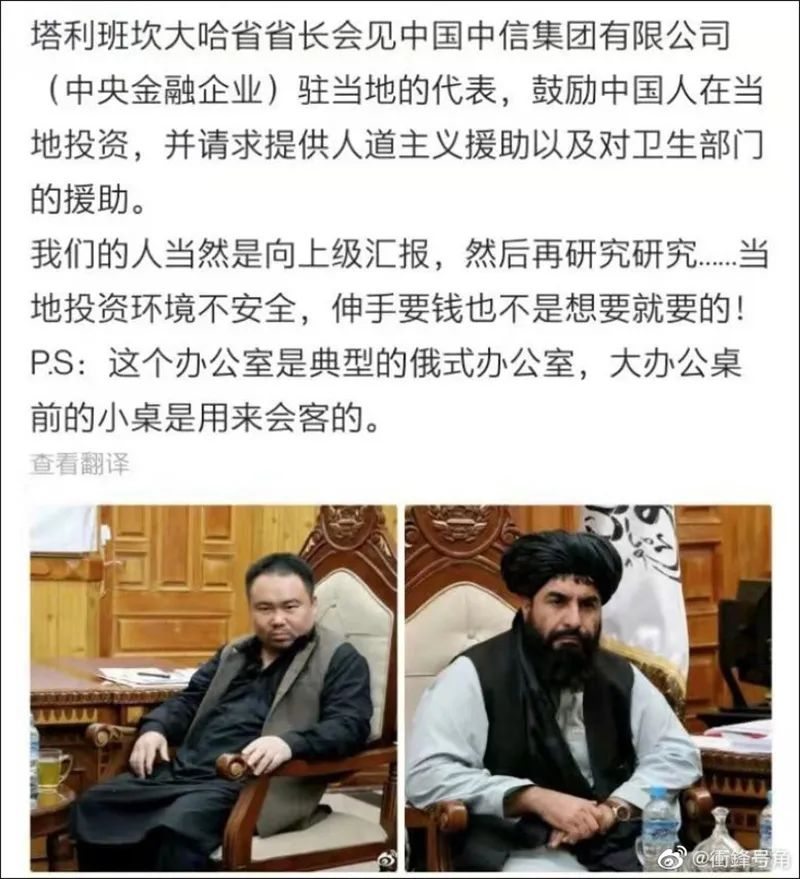 塔利班坎大哈省省长会见中国中信集团有限公司
（中央金融企业）驻当地的代表，鼓励中国人在当
地投资，并请求提供人道主义援助以及对卫生部门
的援助。
我们的人当然是向上级汇报，然后再研究研究……当
地投资环境不安全，伸手要钱也不是想要就要的！
P.S：这个办公室是典型的俄式办公室，大办公桌
前的小桌是用来会客的。
查看翻译
@衝鋒号角